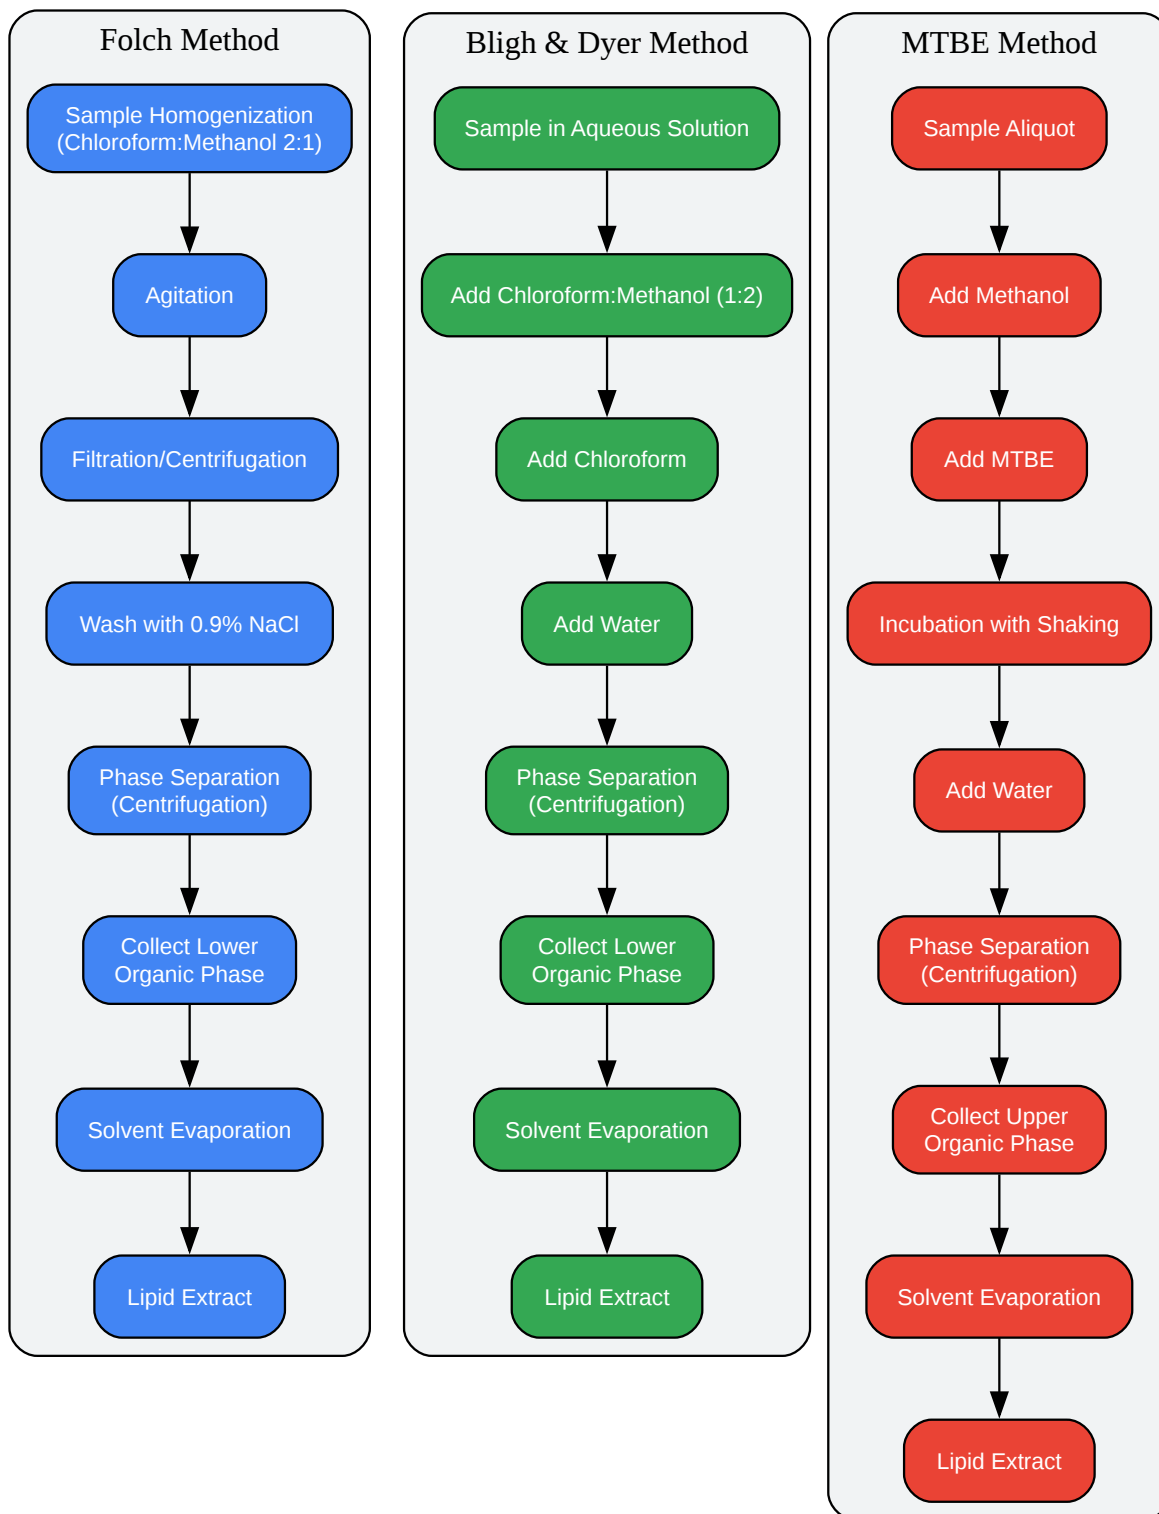 Folch Method
Sample Homogenization
(Chloroform:Methanol 2:1)
Agitation
Filtration/Centrifugation
Wash with 0.9% NaCl
Phase Separation
(Centrifugation)
Collect Lower
Organic Phase
Solvent Evaporation
Lipid Extract
Bligh & Dyer Method
Sample in Aqueous Solution
Add Chloroform:Methanol (1:2)
Add Chloroform
Add Water
Phase Separation
(Centrifugation)
Collect Lower
Organic Phase
Solvent Evaporation
Lipid Extract
MTBE Method
Sample Aliquot
Add Methanol
Add MTBE
Incubation with Shaking
Add Water
Phase Separation
(Centrifugation)
Collect Upper
Organic Phase
Solvent Evaporation
Lipid Extract